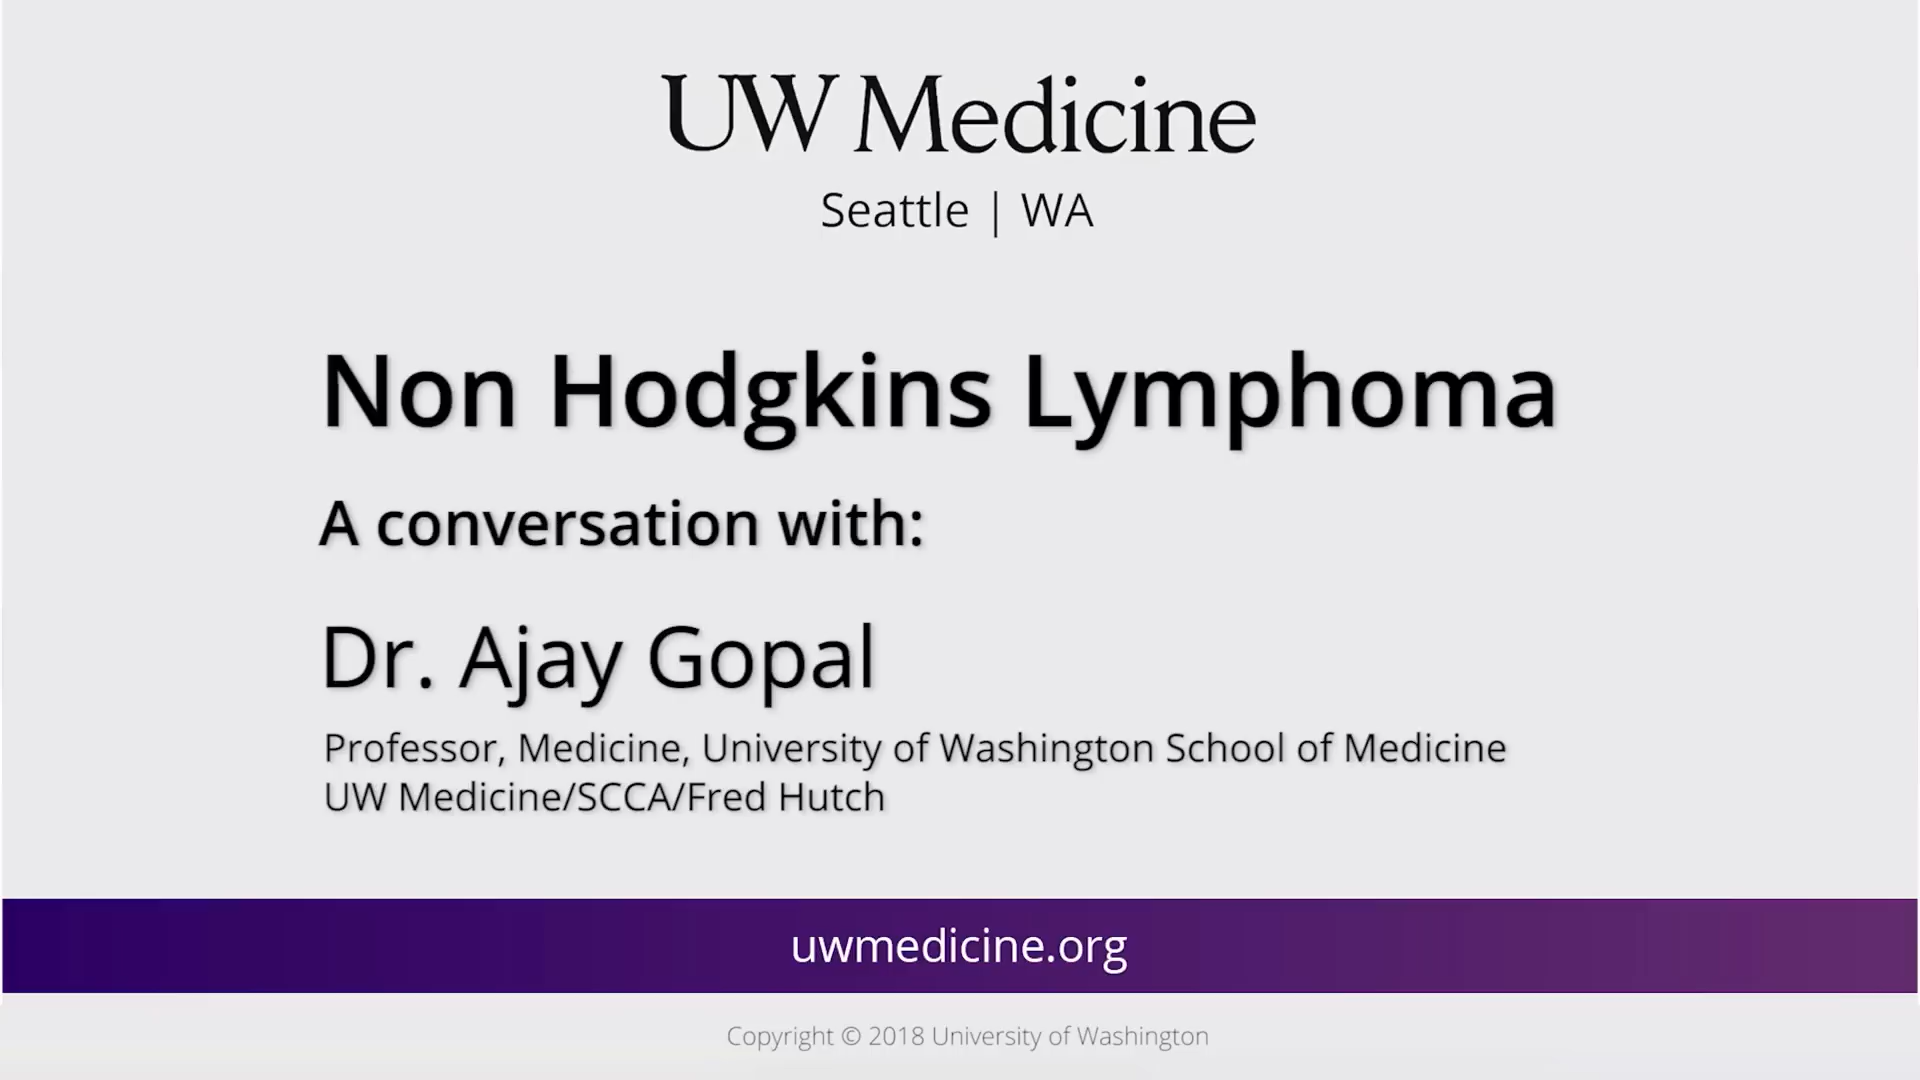 UW Medicine
Seattle | WA
Non Hodgkins Lymphoma
A conversation with:
Dr. Ajay Gopal
Professor, Medicine, University of Washington School of Medicine
UW Medicine/SCCA/Fred Hutch
uwmedicine.org
Copyright © 2018 University of Washington